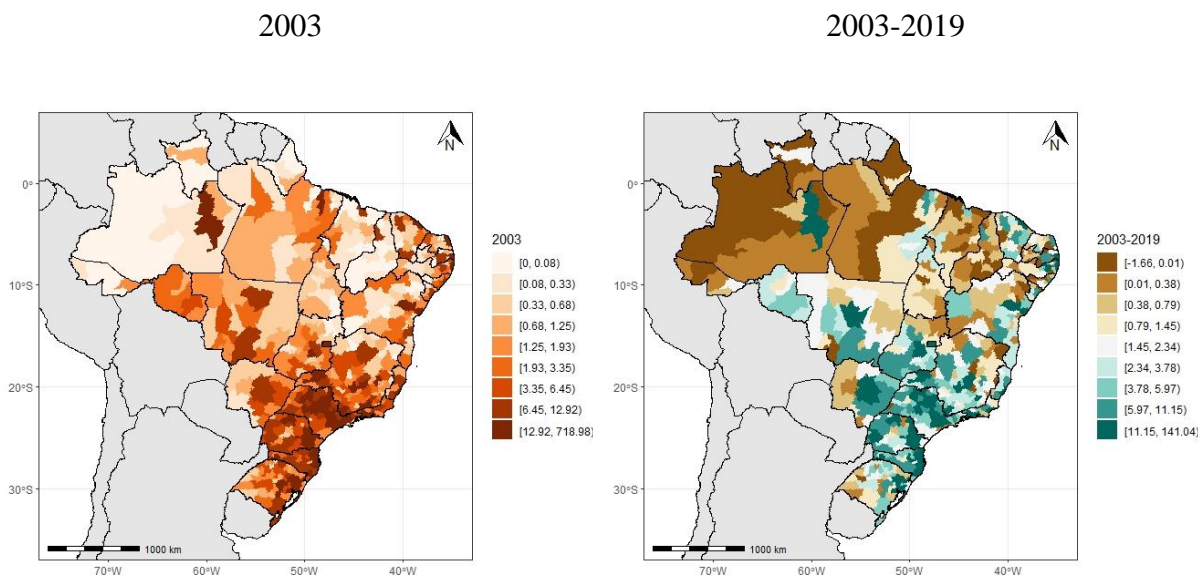 2003
2003-2019
N
0°
10°S
20°S
30°S
1000 km
70°W
60°W
50°W
40°W
2003
[0, 0.08)
[0.08, 0.33)
[0.33, 0.68)
[0.68, 1.25)
[1.25, 1.93)
[1.93, 3.35)
[3.35, 6.45)
[6.45, 12.92)
[12.92, 718.98)
N
0°
10°S
20°S
30°S
1000 km
70°W
60°W
50°W
40°W
2003-2019
[-1.66, 0.01)
[0.01, 0.38)
[0.38, 0.79)
[0.79, 1.45)
[1.45, 2.34)
[2.34, 3.78)
[3.78, 5.97)
[5.97, 11.15)
[11.15, 141.04)